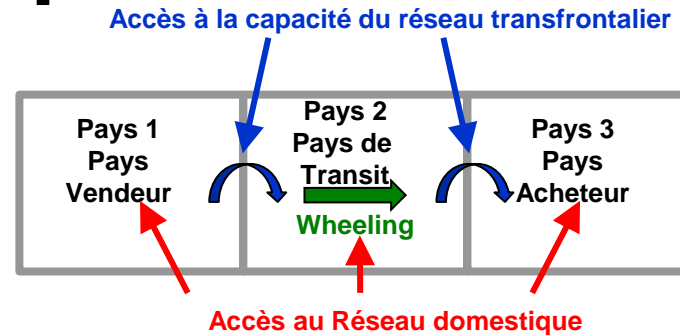 Accès à la capacité du réseau transfrontalier
Pays 1
Pays
Vendeur
Pays 2
Pays de
Transit
Wheeling
Pays 3
Pays
Acheteur
Accès au Réseau domestique